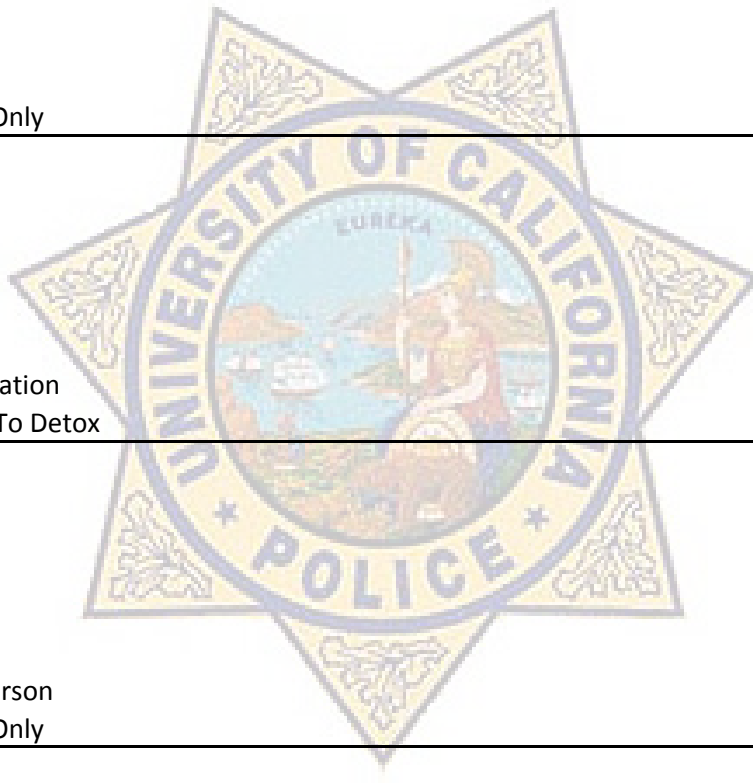 Only
UNIVERSITY OF CALIFORNIA
EUREKA
ation
To Detox
POLICE
rson
Only